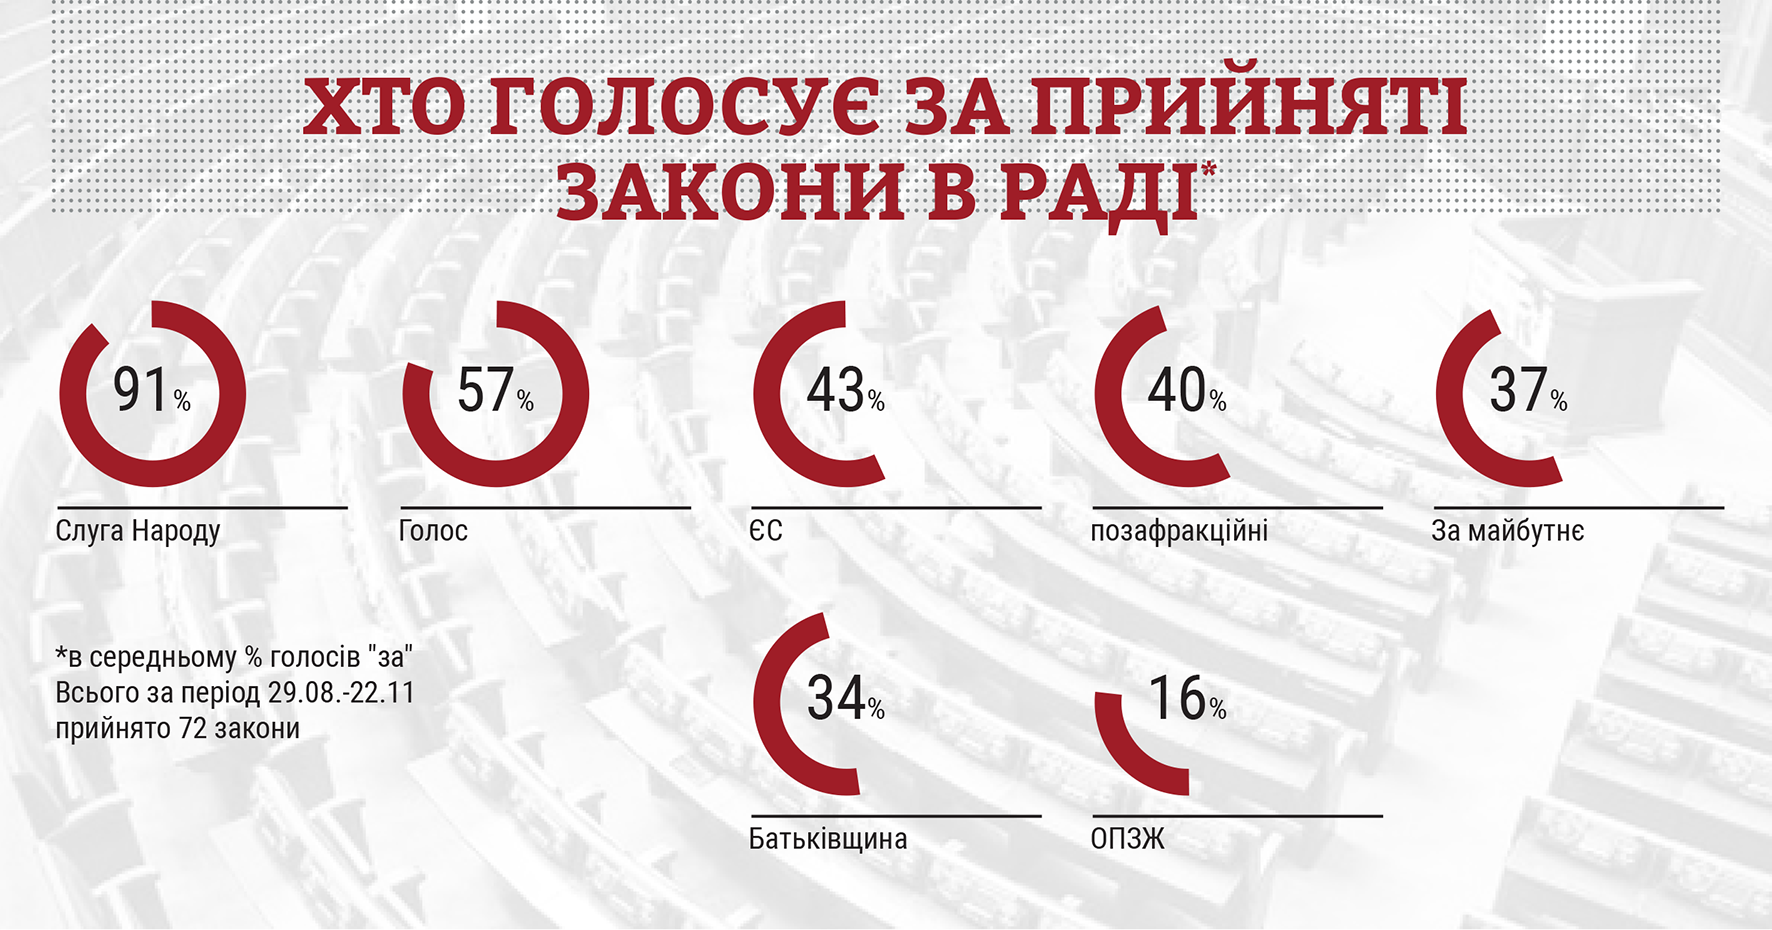 ХТО ГОЛОСУЄ ЗА ПРИЙНЯТІ
ЗАКОНИ В РАДІ*
91%
57%
43%
40%
37%
Слуга Народу
Голос
ЄС
позафракційні
За майбутнє
*в середньому % голосів "за"
Всього за період 29.08.-22.11
прийнято 72 закони
34%
16%
Батьківщина
ОПЗЖ